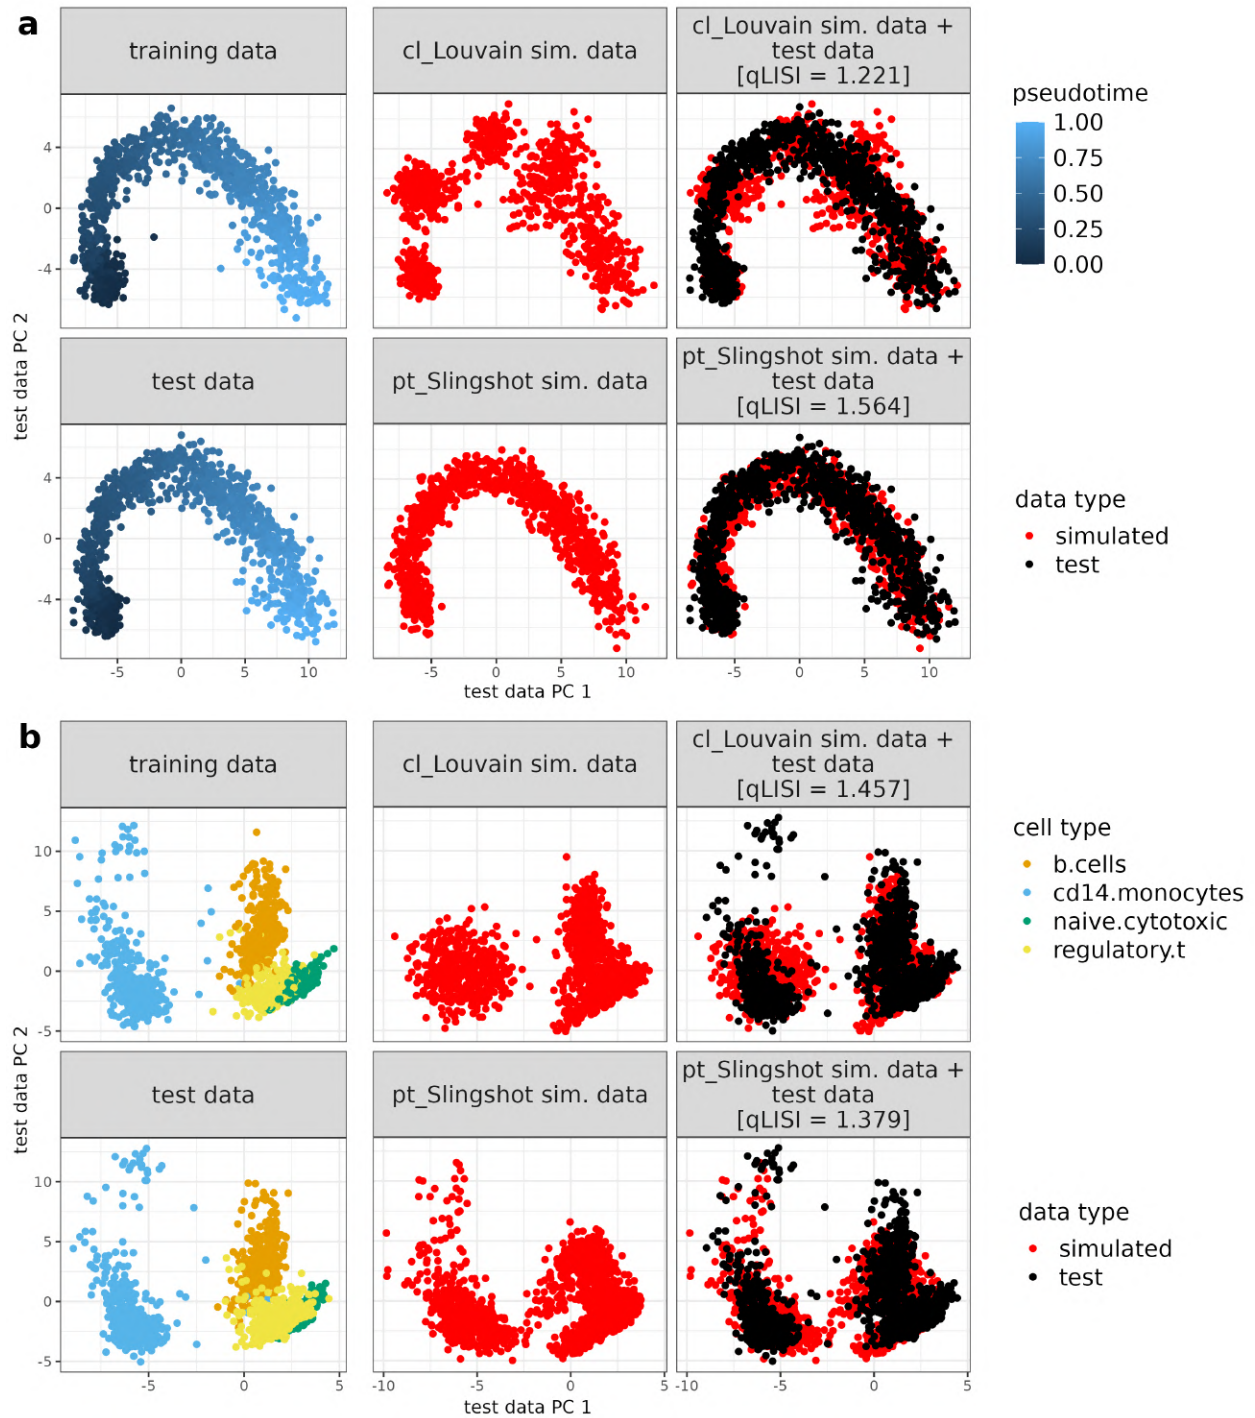 a
training data
cl_Louvain sim. data
cl_Louvain sim. data +
test data
[qLISI = 1.221]
pseudotime
1.00
0.75
0.50
0.25
0.00
4
0
-4
test data
pt_Slingshot sim. data
pt_Slingshot sim. data +
test data
[qLISI = 1.564]
4
0
-4
test data PC 2
data type
simulated
test
-5
0
5
10
-5
0
5
10
-5
0
5
10
test data PC 1
b
training data
cl_Louvain sim. data
cl_Louvain sim. data +
test data
[qLISI = 1.457]
cell type
b.cells
cd14.monocytes
naive.cytotoxic
regulatory.t
10
5
0
-5
test data
pt_Slingshot sim. data
pt_Slingshot sim. data +
test data
[qLISI = 1.379]
10
5
0
-5
test data PC 2
data type
simulated
test
-5
0
5
-10
-5
0
5
-10
-5
0
5
test data PC 1